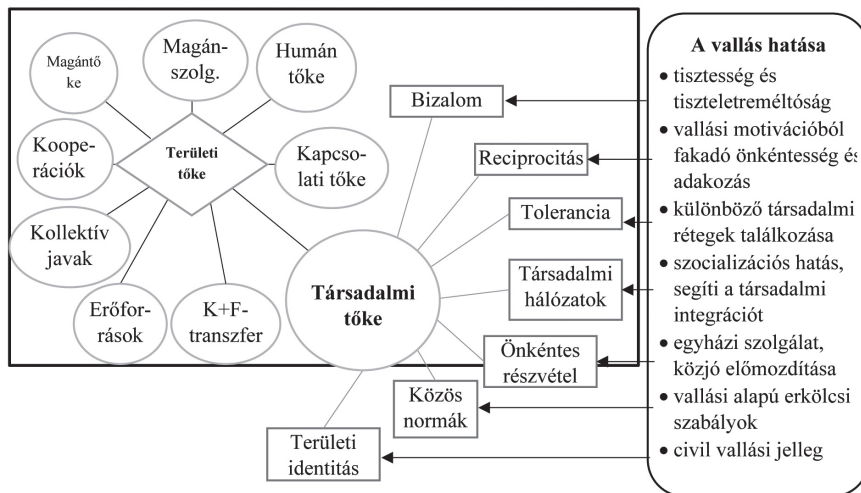 Magántő
ke
Magán-
szolg.
Humán
tőke
Koope-
rációk
Területi
tőke
Kapcso-
lati tőke
Kollektív
javak
Erőfor-
rások
K+F-
transzfer
Társadalmi
tőke
Bizalom
Reciprocitás
Tolerancia
Társadalmi
hálózatok
Önkéntes
részvétel
Közös
normák
Területi
identitás
A vallás hatása
• tisztesség és
tiszteletreméltóság
• vallási motivációból
fakadó önkéntesség és
adakozás
• különböző társadalmi
rétegek találkozása
• szocializációs hatás,
segíti a társadalmi
integrációt
• egyházi szolgálat,
közjó előmozdítása
• vallási alapú erkölcsi
szabályok
• civil vallási jelleg